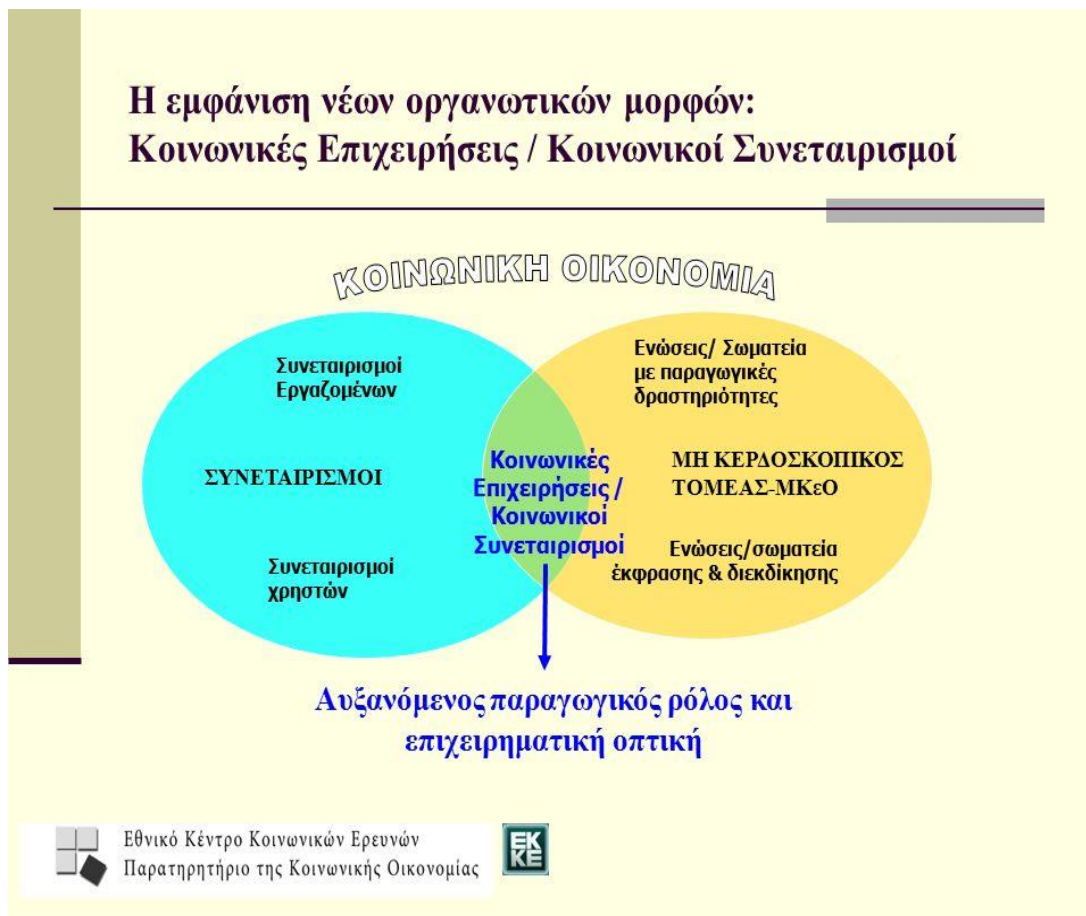 Η εμφάνιση νέων οργανωτικών μορφών:
Κοινωνικές Επιχειρήσεις / Κοινωνικοί Συνεταιρισμοί
ΚΟΙΝΩΝΙΚΗ ΟΙΚΟΝΟΜΙΑ
Συνεταιρισμοί
Εργαζομένων
ΣΥΝΕΤΑΙΡΙΣΜΟΙ
Συνεταιρισμοί
χρηστών
Κοινωνικές
Επιχειρήσεις /
Κοινωνικοί
Συνεταιρισμοί
Ενώσεις/ Σωματεία
με παραγωγικές
δραστηριότητες
ΜΗ ΚΕΡΔΟΣΚΟΠΙΚΟΣ
ΤΟΜΕΑΣ-ΜΚεΟ
Ενώσεις/σωματεία
έκφρασης & διεκδίκησης
Αυξανόμενος παραγωγικός ρόλος και
επιχειρηματική οπτική
Εθνικό Κέντρο Κοινωνικών Ερευνών
Παρατηρητήριο της Κοινωνικής Οικονομίας
ΕΚ
ΚΕ